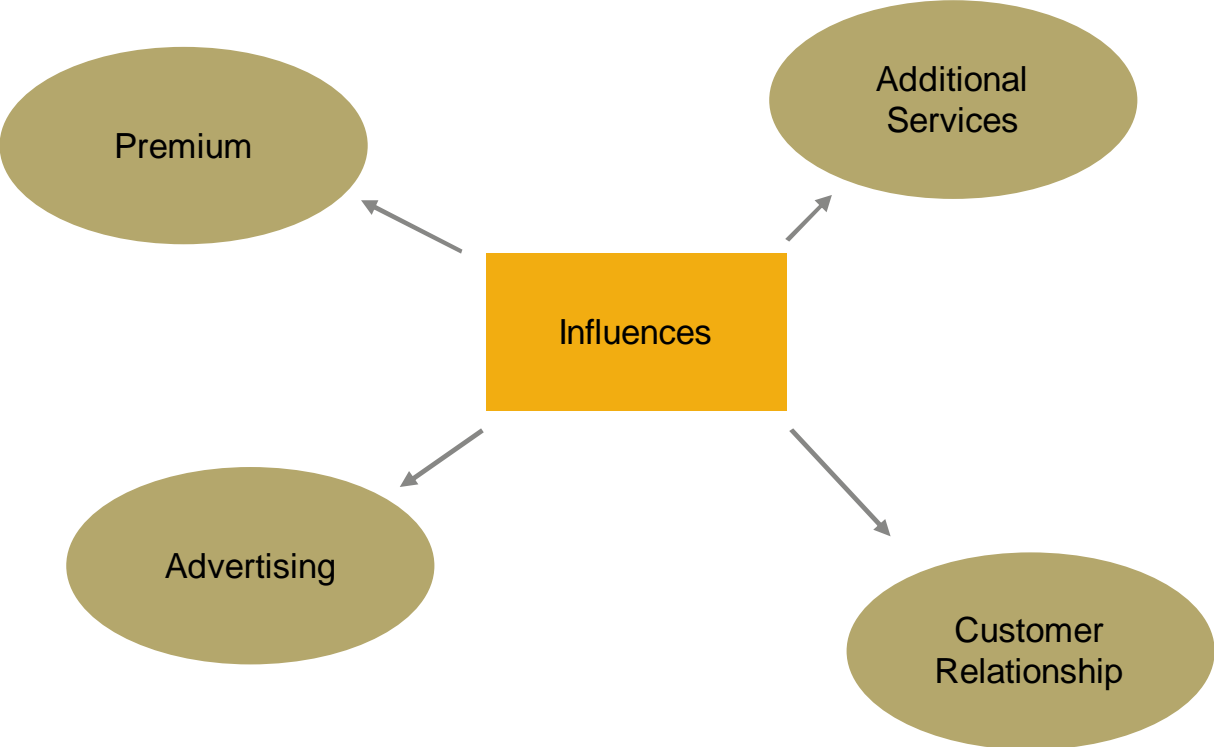 Additional
Services
Premium
Influences
Advertising
Customer
Relationship